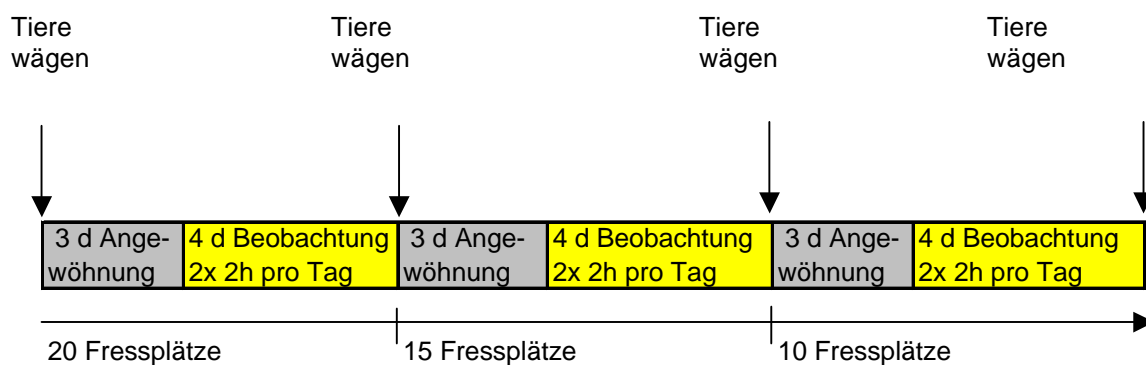 Tiere
wägen
Tiere
wägen
Tiere
wägen
Tiere
wägen
3 d Ange-
wöhnung
4 d Beobachtung
2x 2h pro Tag
3 d Ange-
wöhnung
4 d Beobachtung
2x 2h pro Tag
3 d Ange-
wöhnung
4 d Beobachtung
2x 2h pro Tag
20 Fressplätze
15 Fressplätze
10 Fressplätze